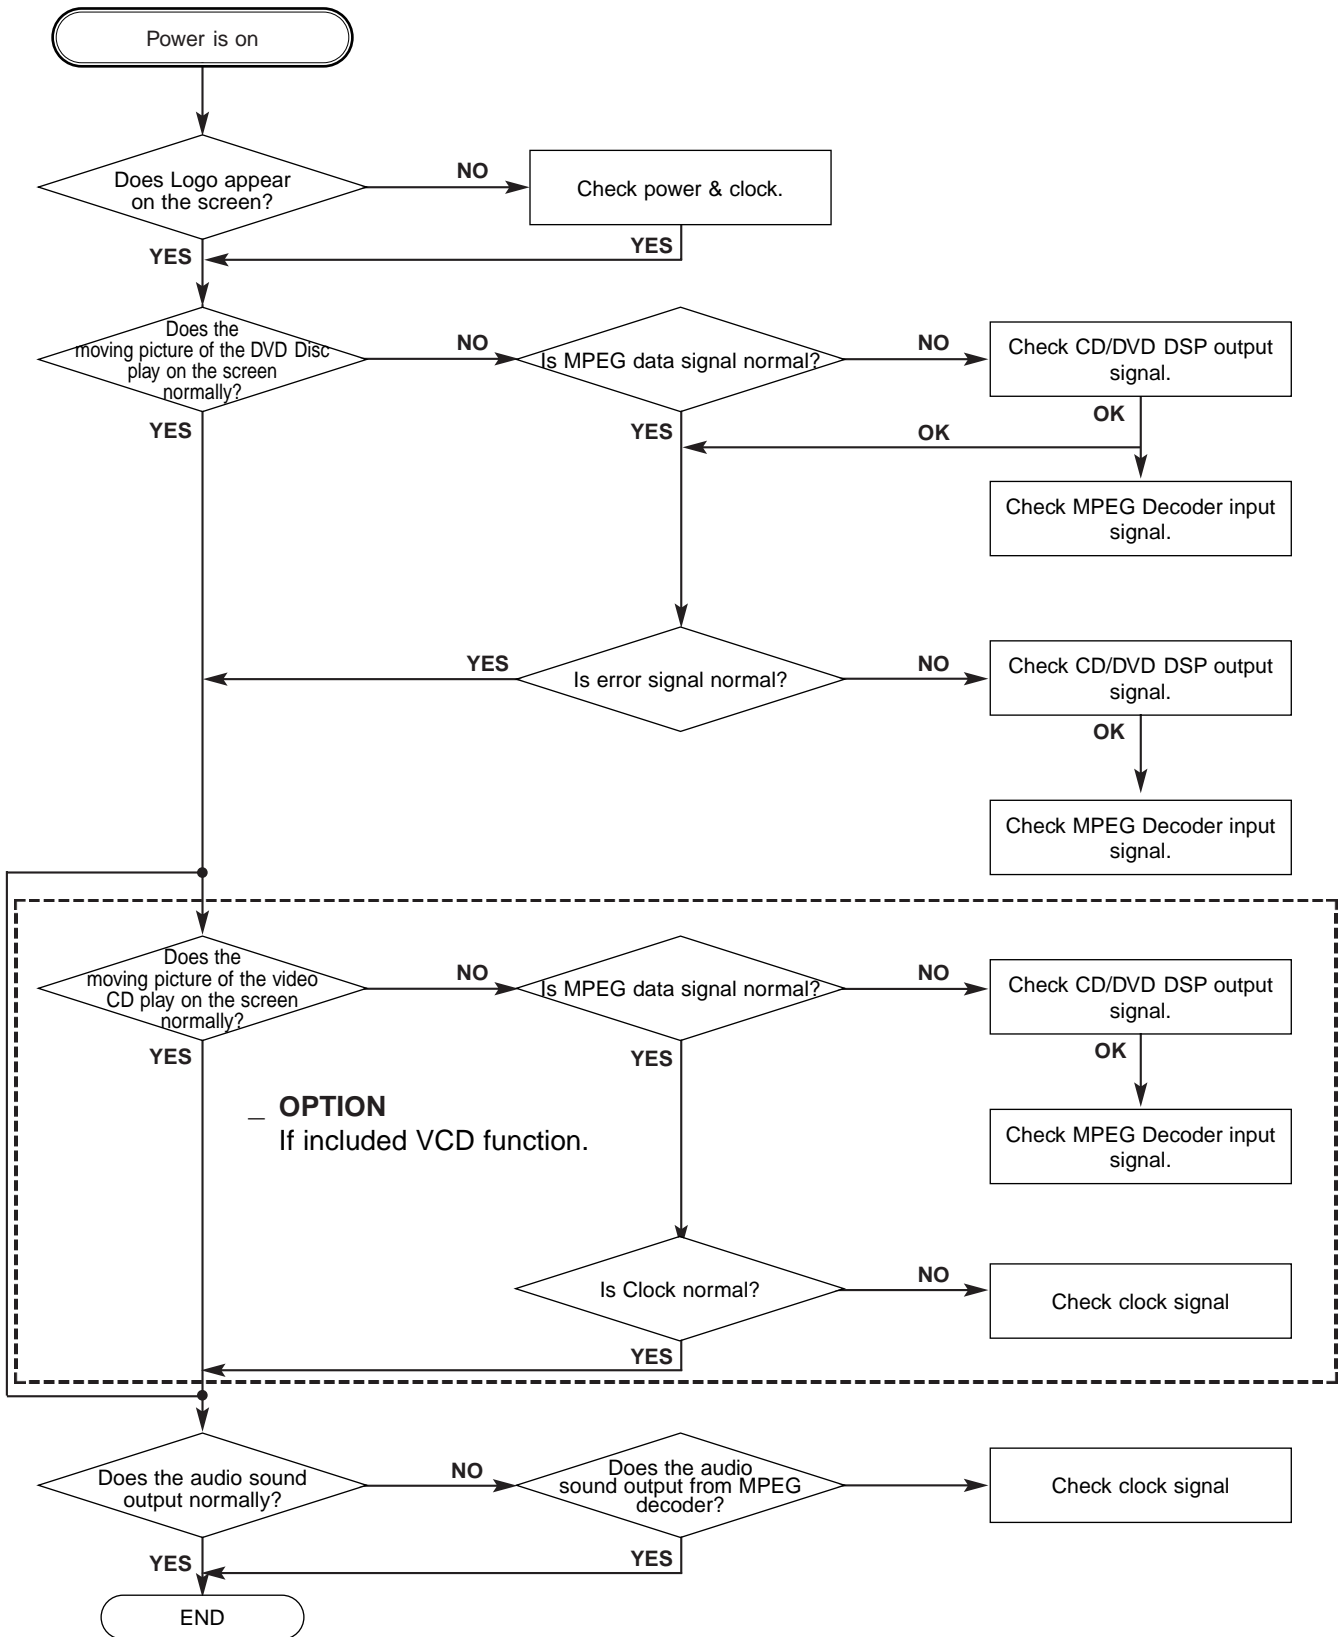 Power is on
Does Logo appear
on the screen?
NO
Check power & clock.
YES
YES
Does the
moving picture of the DVD Disc
play on the screen
normally?
NO
Is MPEG data signal normal?
NO
Check CD/DVD DSP output
signal.
YES
YES
OK
OK
Check MPEG Decoder input
signal.
YES
Is error signal normal?
NO
Check CD/DVD DSP output
signal.
OK
Check MPEG Decoder input
signal.
Does the
moving picture of the video
CD play on the screen
normally?
NO
Is MPEG data signal normal?
NO
Check CD/DVD DSP output
signal.
YES
YES
OK
_ OPTION
If included VCD function.
Check MPEG Decoder input
signal.
Is Clock normal?
NO
Check clock signal
YES
Does the audio sound
output normally?
NO
Does the audio
sound output from MPEG
decoder?
Check clock signal
YES
YES
END